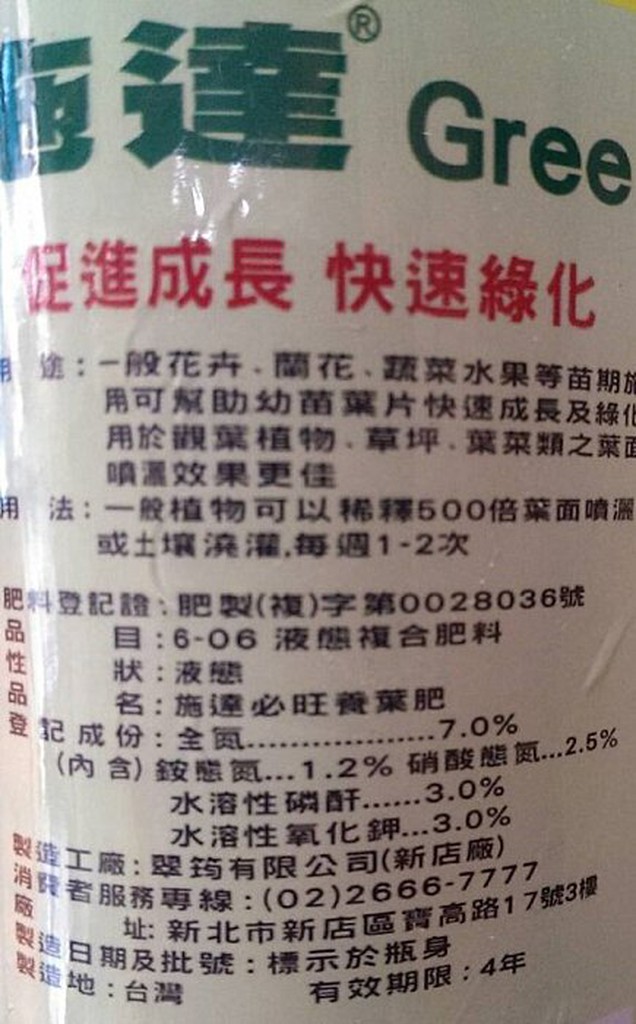 施達® Gree
促進成長 快速綠化
用 途：一般花卉、蘭花、蔬菜水果等苗期施
用可幫助幼苗葉片快速成長及綠化
用於觀葉植物、草坪、葉菜類之葉面
噴灑效果更佳
用 法：一般植物可以稀釋500倍葉面噴灑
或土壤澆灌,每週1-2次
肥料登記證：肥製(複)字第0028036號
品 目：6-06 液態複合肥料
性 狀：液態
品 名：施達必旺養葉肥
登記成份：全氮..................7.0%
(內含)銨態氮...1.2% 硝酸態氮...2.5%
水溶性磷酐......3.0%
水溶性氧化鉀...3.0%
製造工廠：翠筠有限公司(新店廠)
消費者服務專線：(02)2666-7777
廠 址:新北市新店區寶高路17號3樓
製造日期及批號：標示於瓶身
製造地：台灣 有效期限：4年